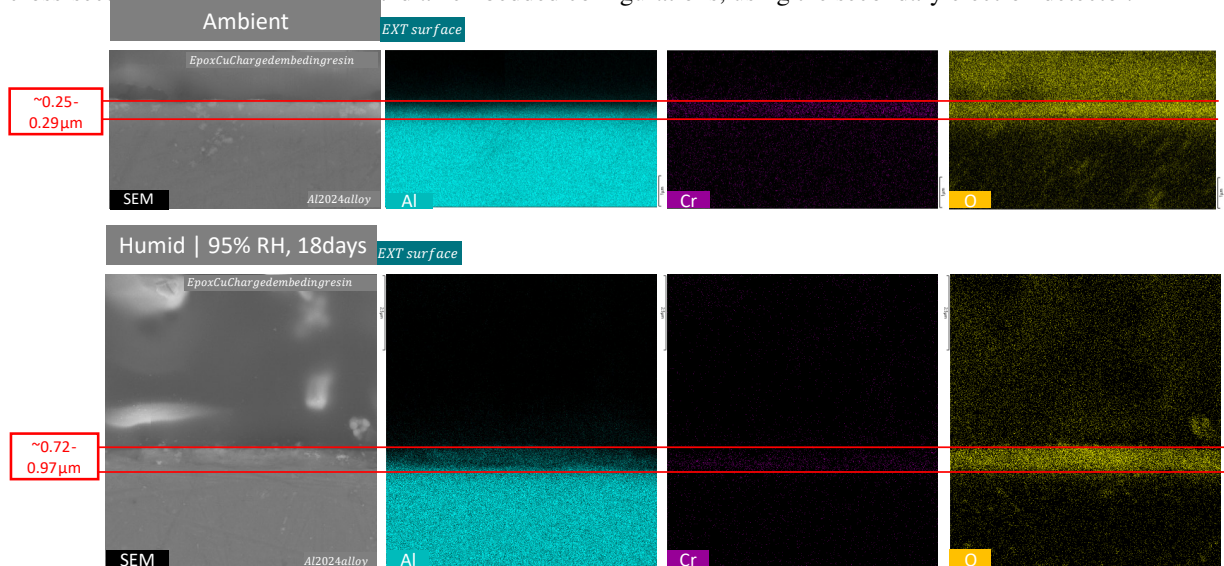 Ambient
EXT surface
EpoxCuChargedembedingresin
~0.25-
0.29µm
SEM
Al2024alloy
Al
Cr
O
Humid | 95% RH, 18days
EXT surface
EpoxCuChargedembedingresin
~0.72-
0.97µm
SEM
Al2024alloy
Al
Cr
O